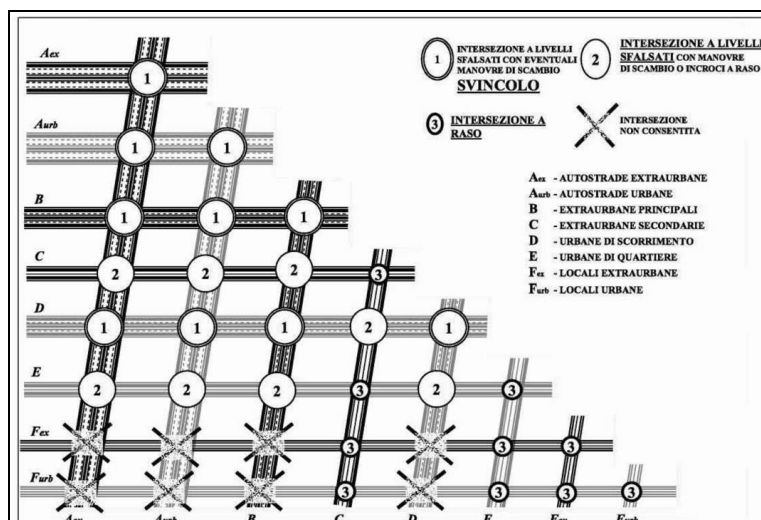 Aex
1
1
INTERSEZIONE A LIVELLI
SFALSATI CON EVENTUALI
MANOVRE DI SCAMBIO
SVINCOLO
2
INTERSEZIONE A LIVELLI
SFALSATI CON MANOVRE
DI SCAMBIO O INCROCI A RASO
3
INTERSEZIONE A
RASO
INTERSEZIONE
NON CONSENTITA
Aurb
1 1
Aex - AUTOSTRADE EXTRAURBANE
Aurb - AUTOSTRADE URBANE
B - EXTRAURBANE PRINCIPALI
C - EXTRAURBANE SECONDARIE
D - URBANE DI SCORRIMENTO
E - URBANE DI QUARTIERE
Fex - LOCALI EXTRAURBANE
Furb - LOCALI URBANE
B
1 1 1
C
2 2 2 3
D
1 1 1 2 1
E
2 2 2 3 2 3
Fex
3 3 3
Furb
3 3 3 3
Aex Aurb B C D E Fex Furb